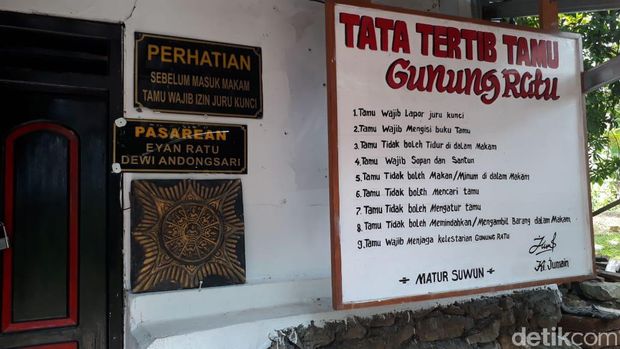 PERHATIAN
SEBELUM MASUK MAKAM
TAMU WAJIB IZIN JURU KUNCI
PASAREAN
EYAN RATU
DEWI ANDONGSARI
TATA TERTIB TAMU
GUNUNG RATU
1. Tamu Wajib Lapor juru kunci
2. Tamu Wajib Mengisi buku Tamu
3. Tamu Tidak boleh Tidur di dalam Makam
4. Tamu Wajib Sopan dan Santun
5. Tamu Tidak boleh Makan/Minum di dalam Makam
6. Tamu Tidak boleh Mencari tamu
7. Tamu Tidak boleh Mengatur tamu
8. Tamu Tidak boleh Memindahkan/Mengambil Barang dalam Makam
9. Tamu Wajib Menjaga kelestarian GUNUNG RATU
Jumain
MATUR SUWUN
detikcom